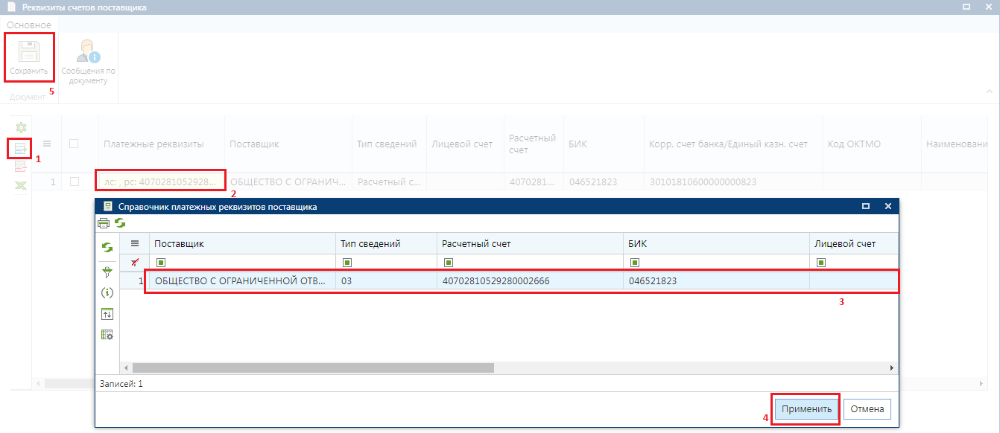 Реквизиты счетов поставщика
Основное
Сохранить
Сообщения по
документу
Документ
5
1
Платежные реквизиты Поставщик Тип сведений Лицевой счет Расчетный счет БИК Корр. счет банка/Единый казн. счет Код ОКТМО Наименовани
1 лс: , рс: 4070281052928... ОБЩЕСТВО С ОГРАНИЧ... Расчетный с... 4070281... 046521823 30101810600000000823
2
Справочник платежных реквизитов поставщика
Поставщик Тип сведений Расчетный счет БИК Лицевой счет
1 ОБЩЕСТВО С ОГРАНИЧЕННОЙ ОТВ... 03 40702810529280002666 046521823
3
Записей: 1
4
Применить Отмена